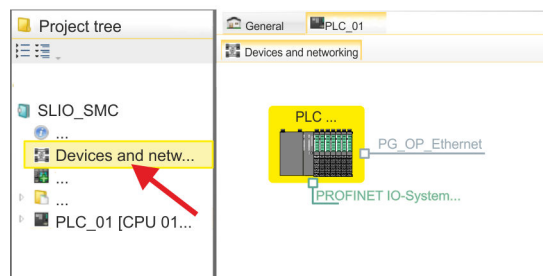 Project tree
SLIO_SMC
...
Devices and netw...
...
...
PLC_01 [CPU 01...
General
PLC_01
Devices and networking
PLC ...
PG_OP_Ethernet
PROFINET IO-System...